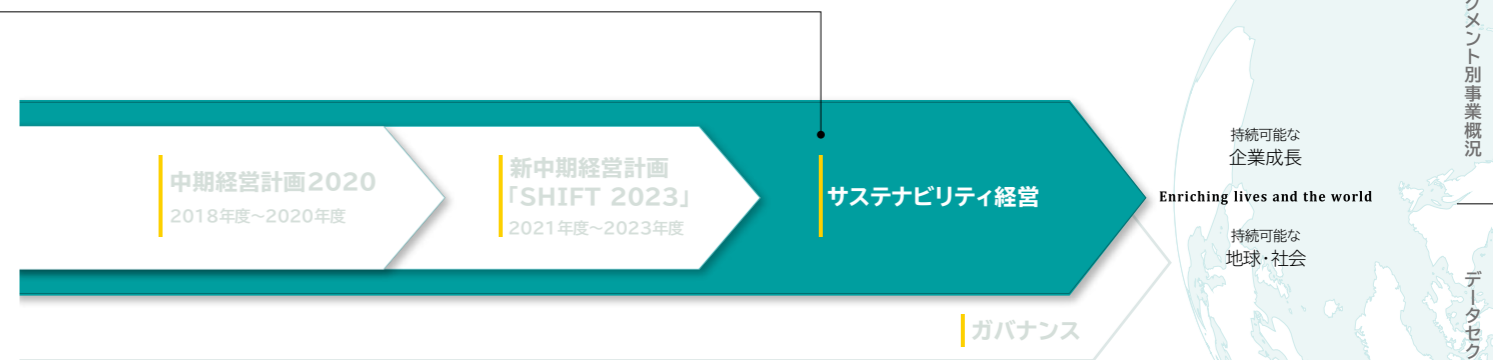 中期経営計画2020
2018年度~2020年度
新中期経営計画
「SHIFT 2023」
2021年度~2023年度
サステナビリティ経営
持続可能な
企業成長
Enriching lives and the world
持続可能な
地球・社会
ガバナンス
グメント別事業概況
データセク